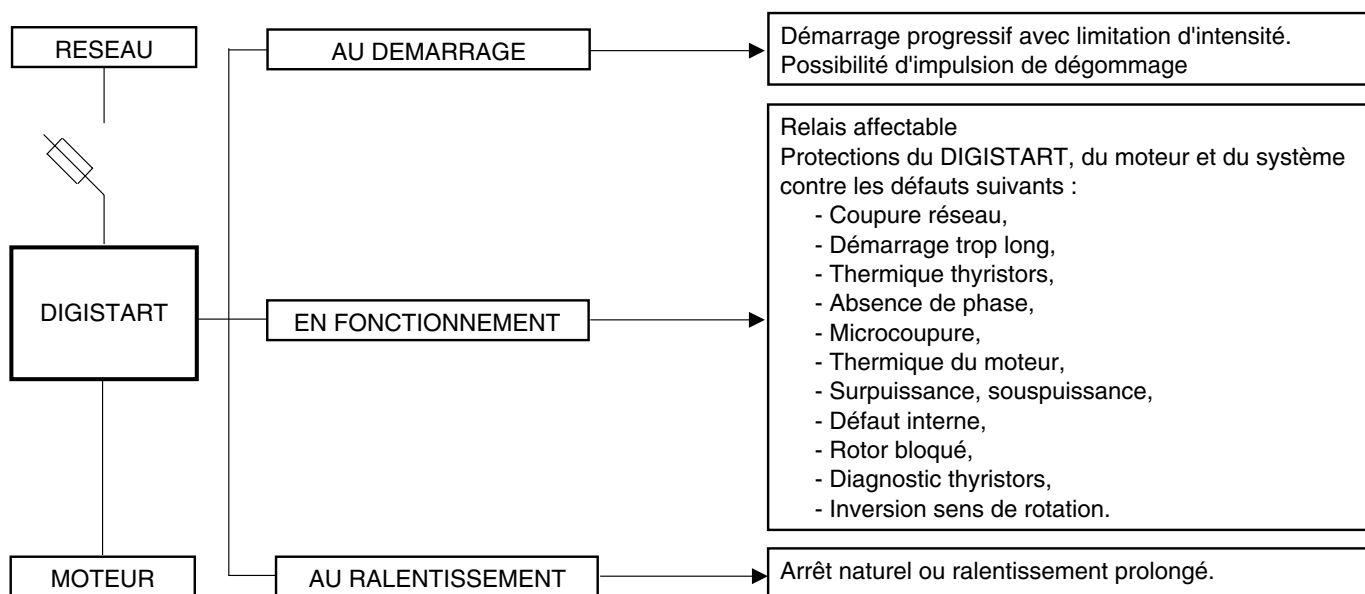 RESEAU
AU DEMARRAGE
Démarrage progressif avec limitation d'intensité.
Possibilité d'impulsion de dégommage
Relais affectable
Protections du DIGISTART, du moteur et du système
contre les défauts suivants :
- Coupure réseau,
- Démarrage trop long,
- Thermique thyristors,
- Absence de phase,
- Microcoupure,
- Thermique du moteur,
- Surpuissance, souspuissance,
- Défaut interne,
- Rotor bloqué,
- Diagnostic thyristors,
- Inversion sens de rotation.
DIGISTART
EN FONCTIONNEMENT
MOTEUR
AU RALENTISSEMENT
Arrêt naturel ou ralentissement prolongé.